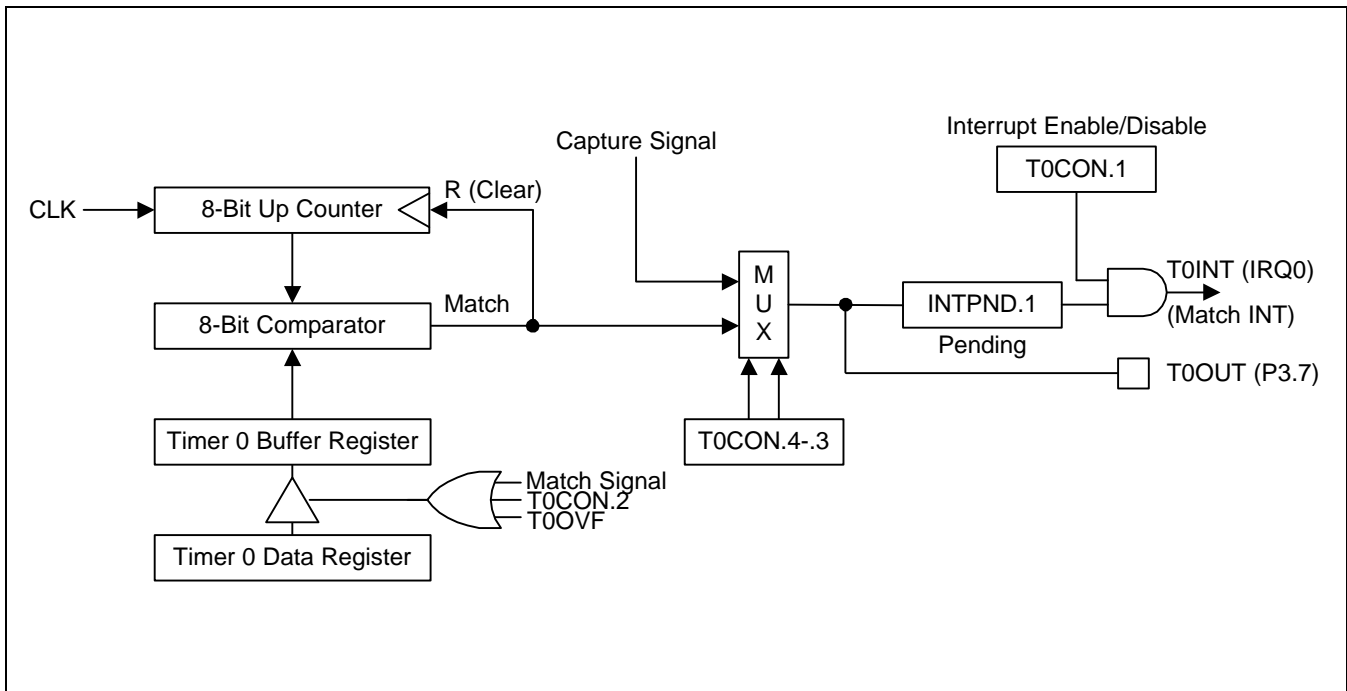 Interrupt Enable/Disable
Capture Signal
T0CON.1
R (Clear)
CLK
8-Bit Up Counter
M
U
X
T0INT (IRQ0)
Match
8-Bit Comparator
INTPND.1
(Match INT)
Pending
T0OUT (P3.7)
Timer 0 Buffer Register
T0CON.4-.3
Match Signal
T0CON.2
T0OVF
Timer 0 Data Register